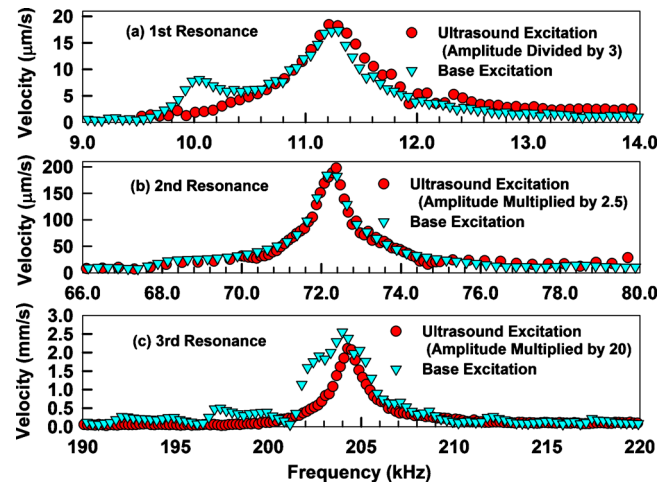 (a) 1st Resonance
Ultrasound Excitation
(Amplitude Divided by 3)
Base Excitation
Velocity (μm/s)
20
15
10
5
0
9.0 10.0 11.0 12.0 13.0 14.0
(b) 2nd Resonance
Ultrasound Excitation
(Amplitude Multiplied by 2.5)
Base Excitation
Velocity (μm/s)
200
150
100
50
0
66.0 68.0 70.0 72.0 74.0 76.0 78.0 80.0
(c) 3rd Resonance
Ultrasound Excitation
(Amplitude Multiplied by 20)
Base Excitation
Velocity (mm/s)
3.0
2.5
2.0
1.5
1.0
0.5
0.0
190 195 200 205 210 215 220
Frequency (kHz)